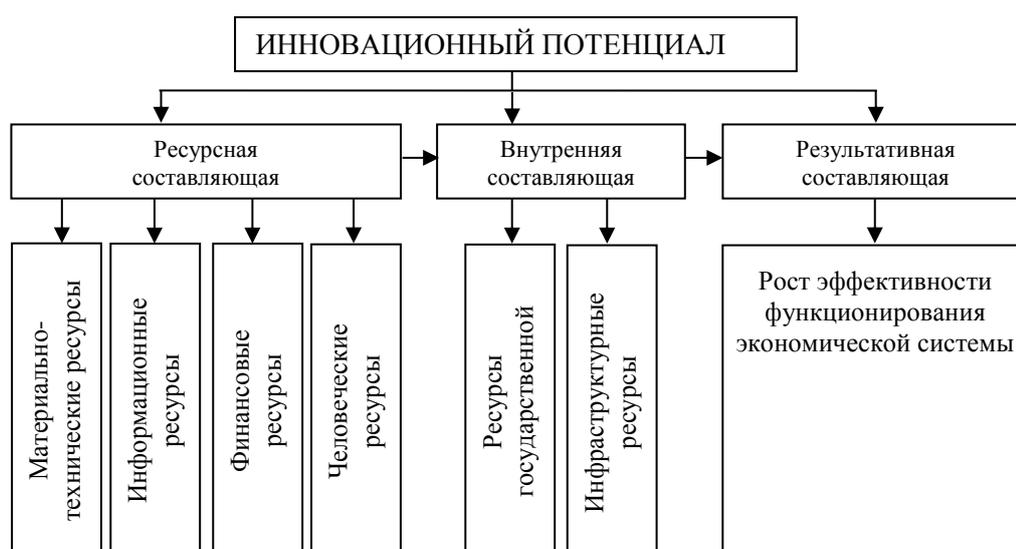 ИННОВАЦИОННЫЙ ПОТЕНЦИАЛ
Ресурсная
составляющая
Внутренняя
составляющая
Результативная
составляющая
Материально-
технические ресурсы
Информационные
ресурсы
Финансовые
ресурсы
Человеческие
ресурсы
Ресурсы
государственной
Инфраструктурные
ресурсы
Рост эффективности
функционирования
экономической системы